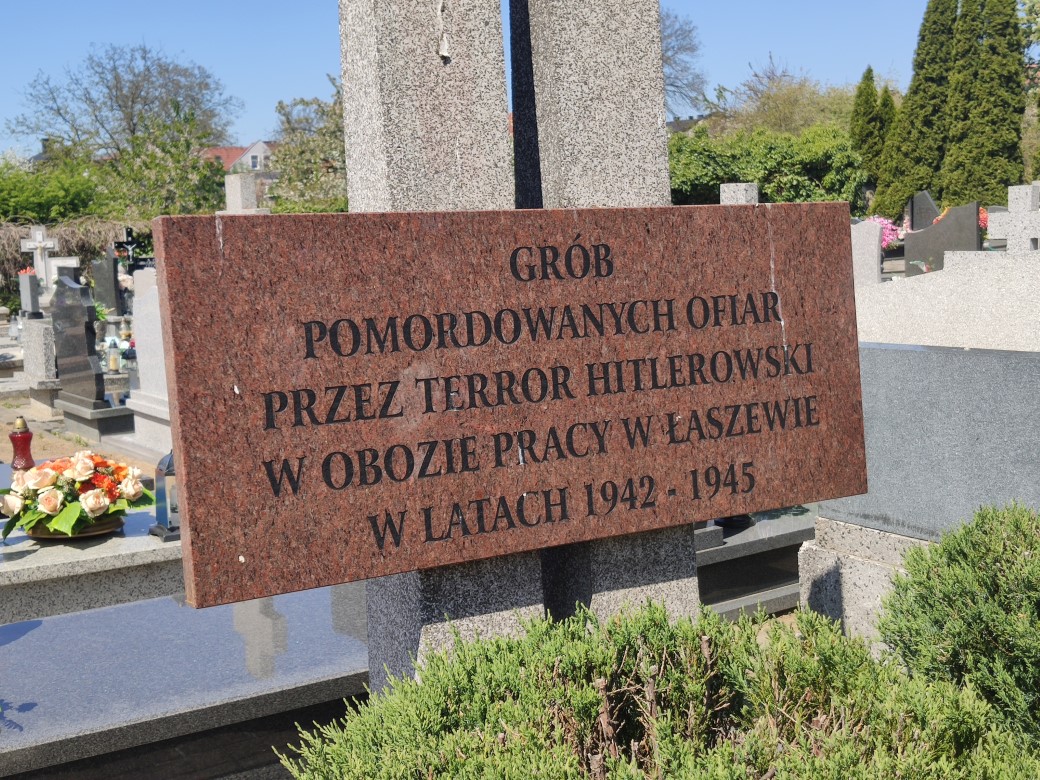 GRÓB
POMORDOWANYCH OFIAR
PRZEZ TERROR HITLEROWSKI
W OBOZIE PRACY W ŁASZEWIE
W LATACH 1942 - 1945